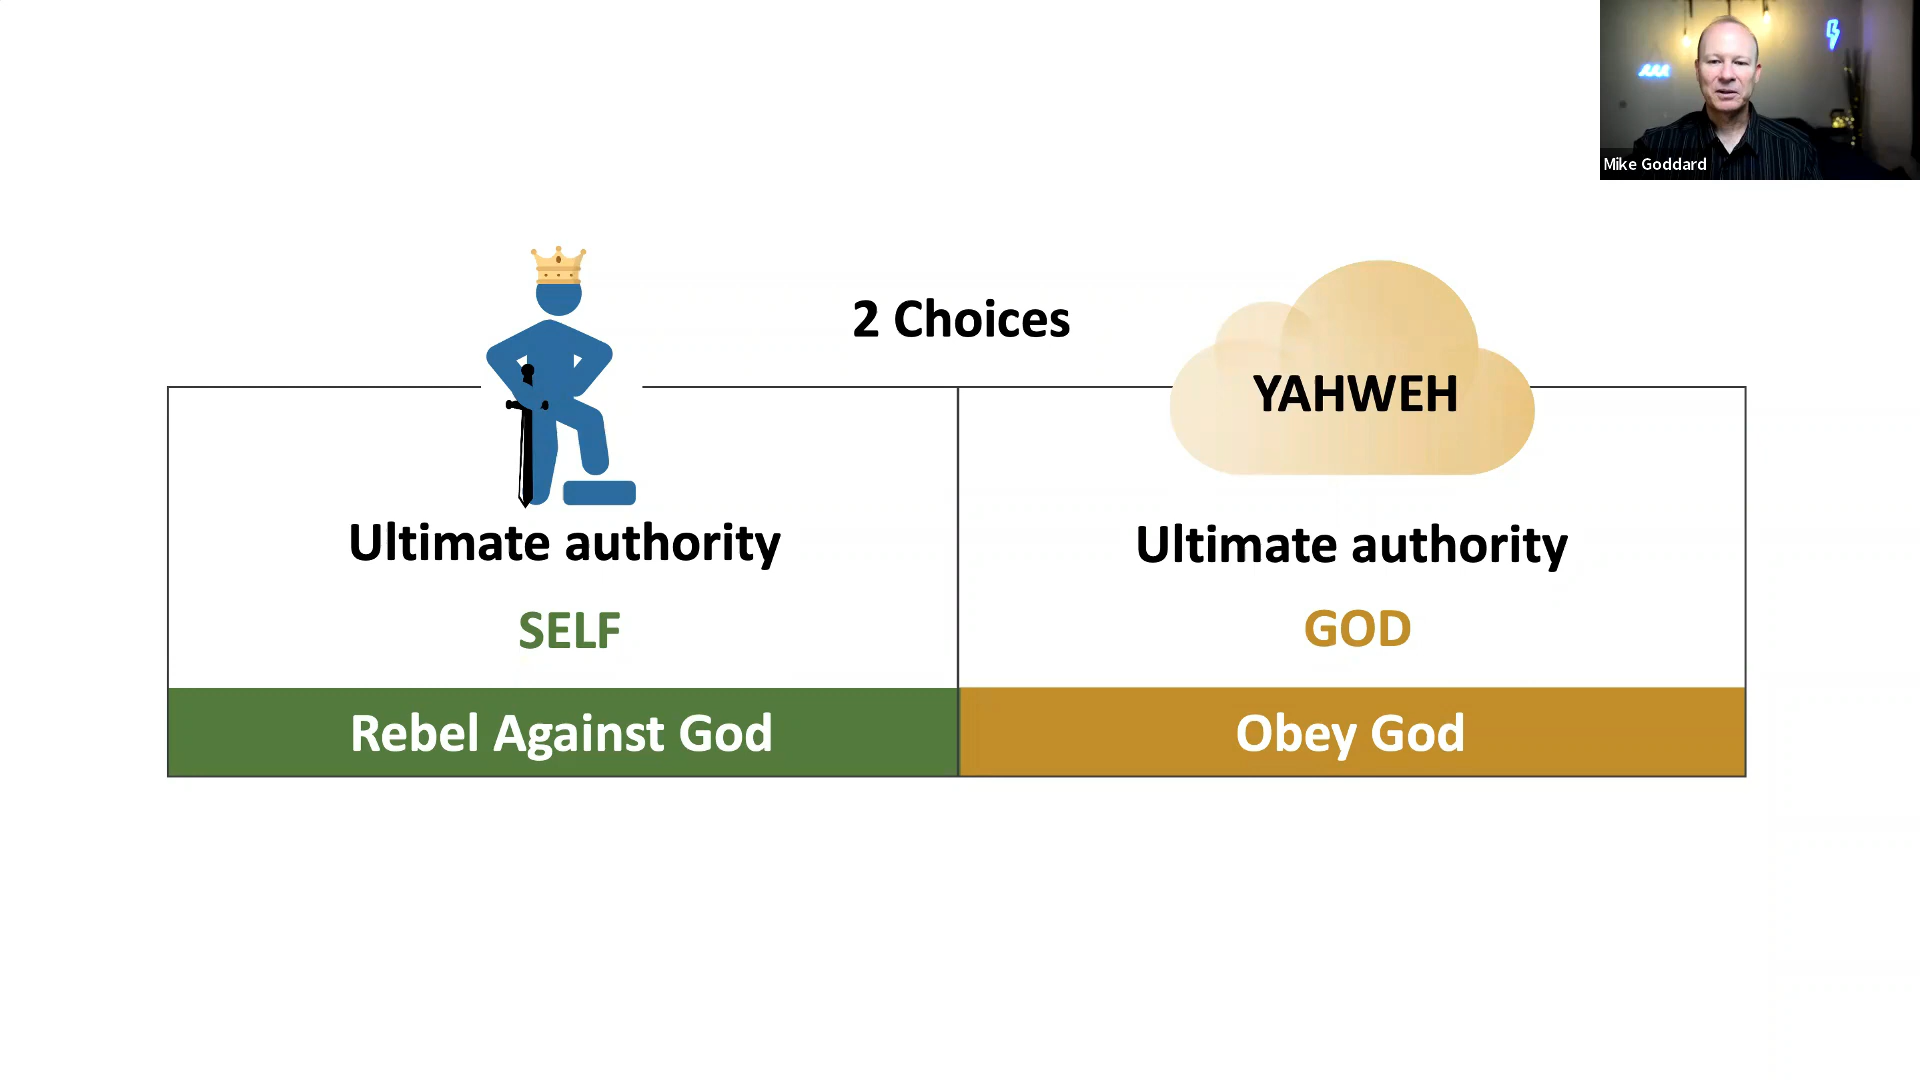 Mike Goddard
2 Choices
YAHWEH
Ultimate authority
SELF
Rebel Against God
Ultimate authority
GOD
Obey God